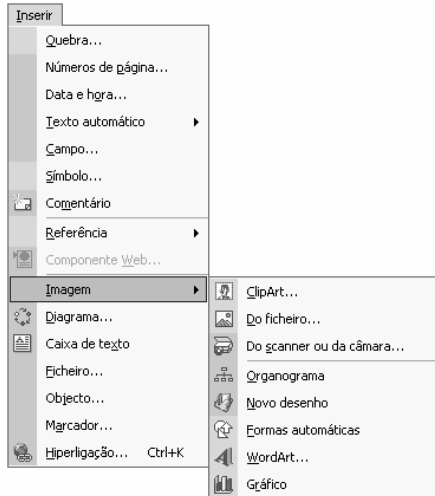 Inserir
Quebra...
Números de página...
Data e hora...
Texto automático
Campo...
Símbolo...
Comentário
Referência
Componente Web...
Imagem
Diagrama...
Caixa de texto
Ficheiro...
Objecto...
Marcador...
Hiperligação... Ctrl+K
ClipArt...
Do ficheiro...
Do scanner ou da câmara...
Organograma
Novo desenho
Formas automáticas
WordArt...
Gráfico